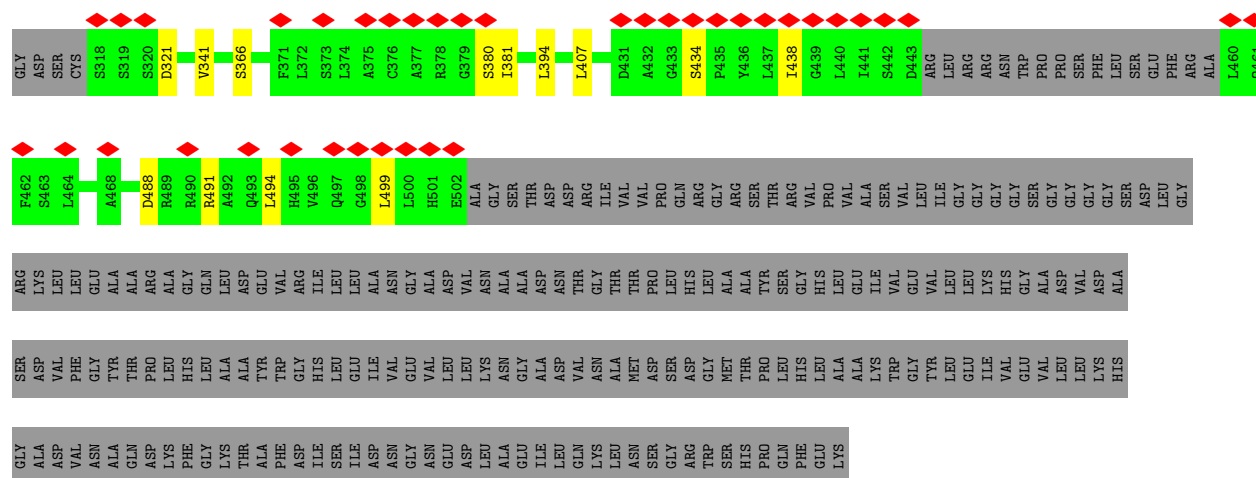 GLY ASP SER CYS S318 S319 S320 D321 V341 S366 F371 L372 S373 L374 A375 C376 A377 R378 G379 S380 I381 L394 L407 D431 A432 G433 S434 P435 Y436 L437 I438 G439 L440 I441 S442 D443 ARG LEU ARG ARG ASN TRP PRO PRO SER PHE LEU SER GLU PHE ARG ALA L460
F462 S463 L464 A468 D488 R489 R490 R491 A492 Q493 L494 H495 V496 Q497 G498 L499 L500 H501 E502 ALA GLY SER THR ASP ASP ARG ILE VAL VAL PRO GLN ARG GLY ARG SER THR ARG VAL PRO VAL ALA SER VAL LEU ILE GLY GLY GLY GLY SER GLY GLY GLY GLY SER ASP LEU GLY
ARG LYS LEU LEU GLU ALA ALA ARG ALA GLY GLN LEU ASP GLU VAL ARG ILE LEU LEU ALA ASN GLY ALA ASP VAL ASN ALA ALA ASP ASN THR GLY THR THR PRO LEU HIS LEU ALA ALA TYR SER GLY HIS LEU GLU ILE VAL GLU VAL LEU LEU LYS HIS GLY ALA ASP VAL ASP ALA
SER ASP VAL PHE GLY TYR THR PRO LEU HIS LEU ALA ALA TYR TRP GLY HIS LEU GLU ILE VAL GLU VAL LEU LEU LYS ASN GLY ALA ASP VAL ASN ALA MET ASP SER ASP GLY MET THR PRO LEU HIS LEU ALA ALA LYS TRP GLY TYR LEU GLU ILE VAL GLU VAL LEU LEU LYS HIS
GLY ALA ASP VAL ASN ALA GLN ASP LYS PHE GLY LYS THR ALA PHE ASP ILE SER ILE ASP ASN GLY ASN GLU ASP LEU ALA GLU ILE LEU GLN LYS LEU ASN SER GLY ARG TRP SER HIS PRO GLN PHE GLU LYS